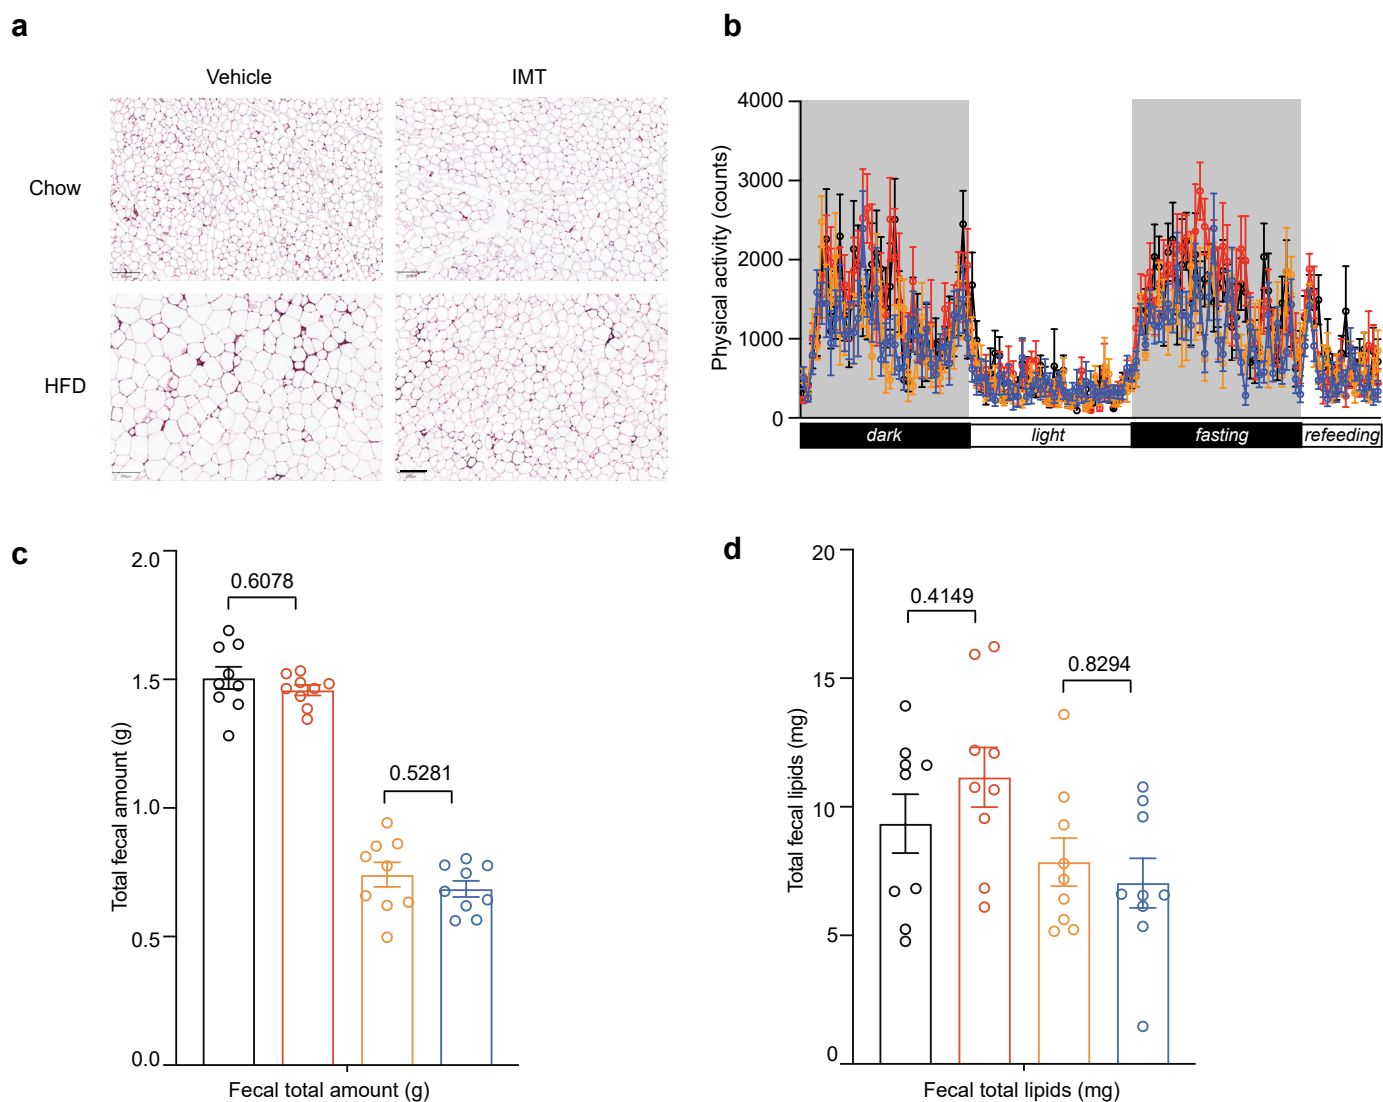 a
Vehicle
IMT
Chow
HFD
b
4000
3000
2000
1000
0
Physical activity (counts)
dark
light
fasting
refeeding
c
2.0
1.5
1.0
0.5
0.0
Total fecal amount (g)
0.6078
0.5281
Fecal total amount (g)
d
20
15
10
5
0
Total fecal lipids (mg)
0.4149
0.8294
Fecal total lipids (mg)